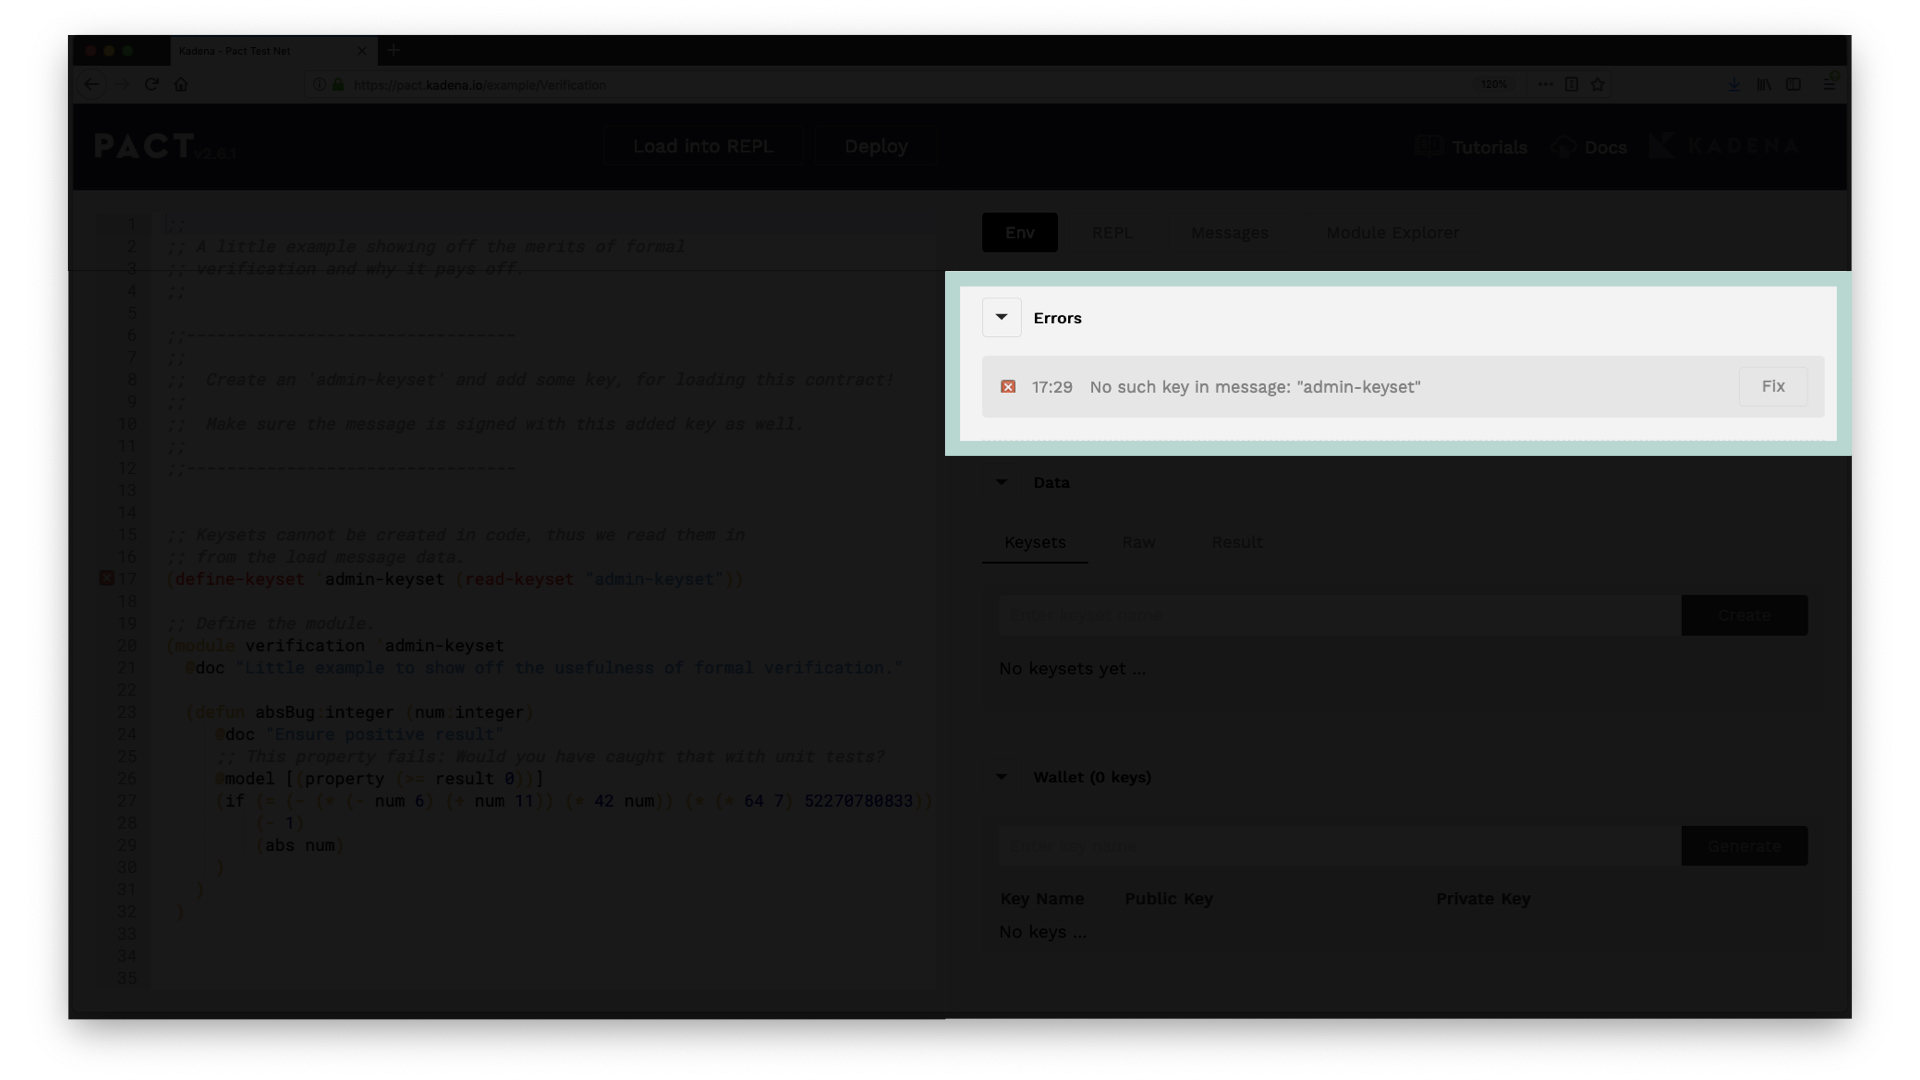 Kadena - Pact Test Net
https://pact.kadena.io/example/Verification
120%
PACT v2.6.1
Load into REPL
Deploy
Tutorials
Docs
KADENA
1 ;;
2 ;; A little example showing off the merits of formal
3 ;; verification and why it pays off.
4 ;;
5
6 ;;---------------------------------
7 ;;
8 ;;  Create an 'admin-keyset' and add some key, for loading this contract!
9 ;;
10 ;;  Make sure the message is signed with this added key as well.
11 ;;
12 ;;---------------------------------
13
14
15 ;; Keysets cannot be created in code, thus we read them in
16 ;; from the load message data.
17 (define-keyset 'admin-keyset (read-keyset "admin-keyset"))
18
19 ;; Define the module.
20 (module verification 'admin-keyset
21   @doc "Little example to show off the usefulness of formal verification."
22
23   (defun absBug:integer (num:integer)
24      @doc "Ensure positive result"
25      ;; This property fails: Would you have caught that with unit tests?
26      @model [(property (>= result 0))]
27      (if (= (- (* (- num 6) (+ num 11)) (* 42 num)) (* (* 64 7) 52270780833))
28          (- 1)
29          (abs num)
30      )
31    )
32  )
33
34
35
Env
REPL
Messages
Module Explorer
Errors
17:29 No such key in message: "admin-keyset"
Fix
Data
Keysets
Raw
Result
Enter keyset name
Create
No keysets yet ...
Wallet (0 keys)
Enter key name
Generate
Key Name
Public Key
Private Key
No keys ...